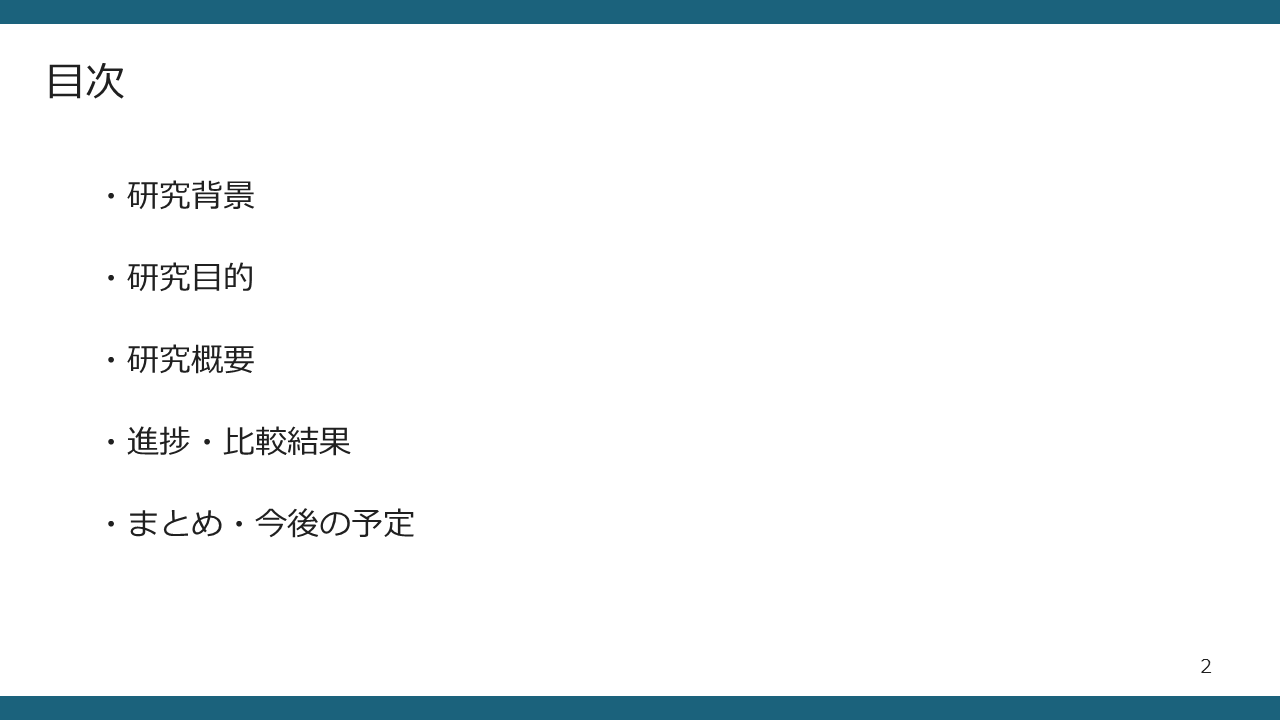 目次
・研究背景
・研究目的
・研究概要
・進捗・比較結果
・まとめ・今後の予定
2